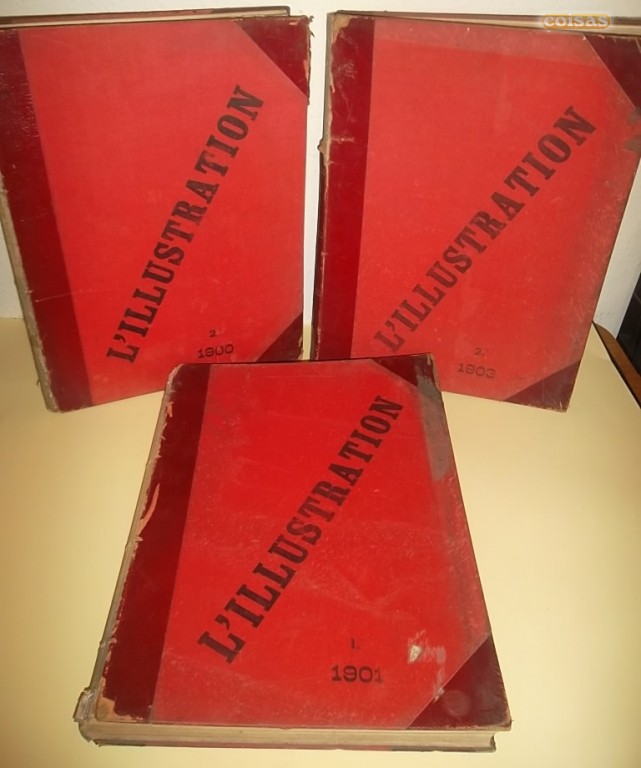 coisas
L'ILLUSTRATION
2.
1900
L'ILLUSTRATION
2.
1903
L'ILLUSTRATION
1.
1901